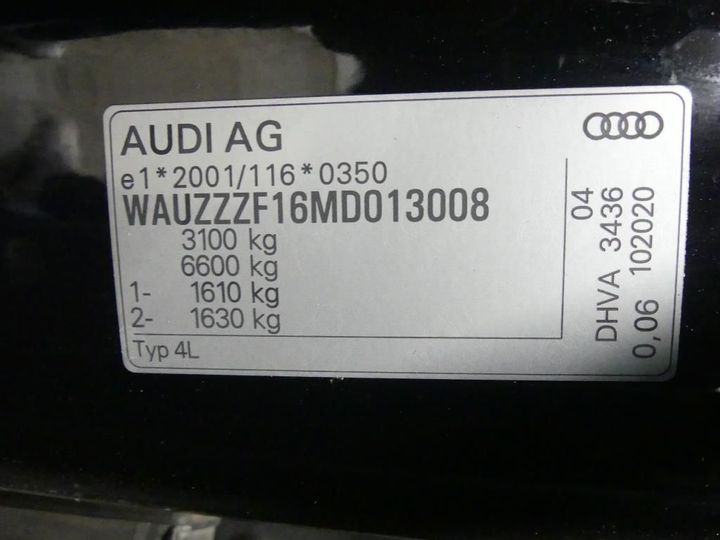 AUDI AG
e1*2001/116*0350
WAUZZZF16MD013008
3100 kg
6600 kg
1- 1610 kg
2- 1630 kg
Typ 4L
04
DHVA 3436
0,06 102020